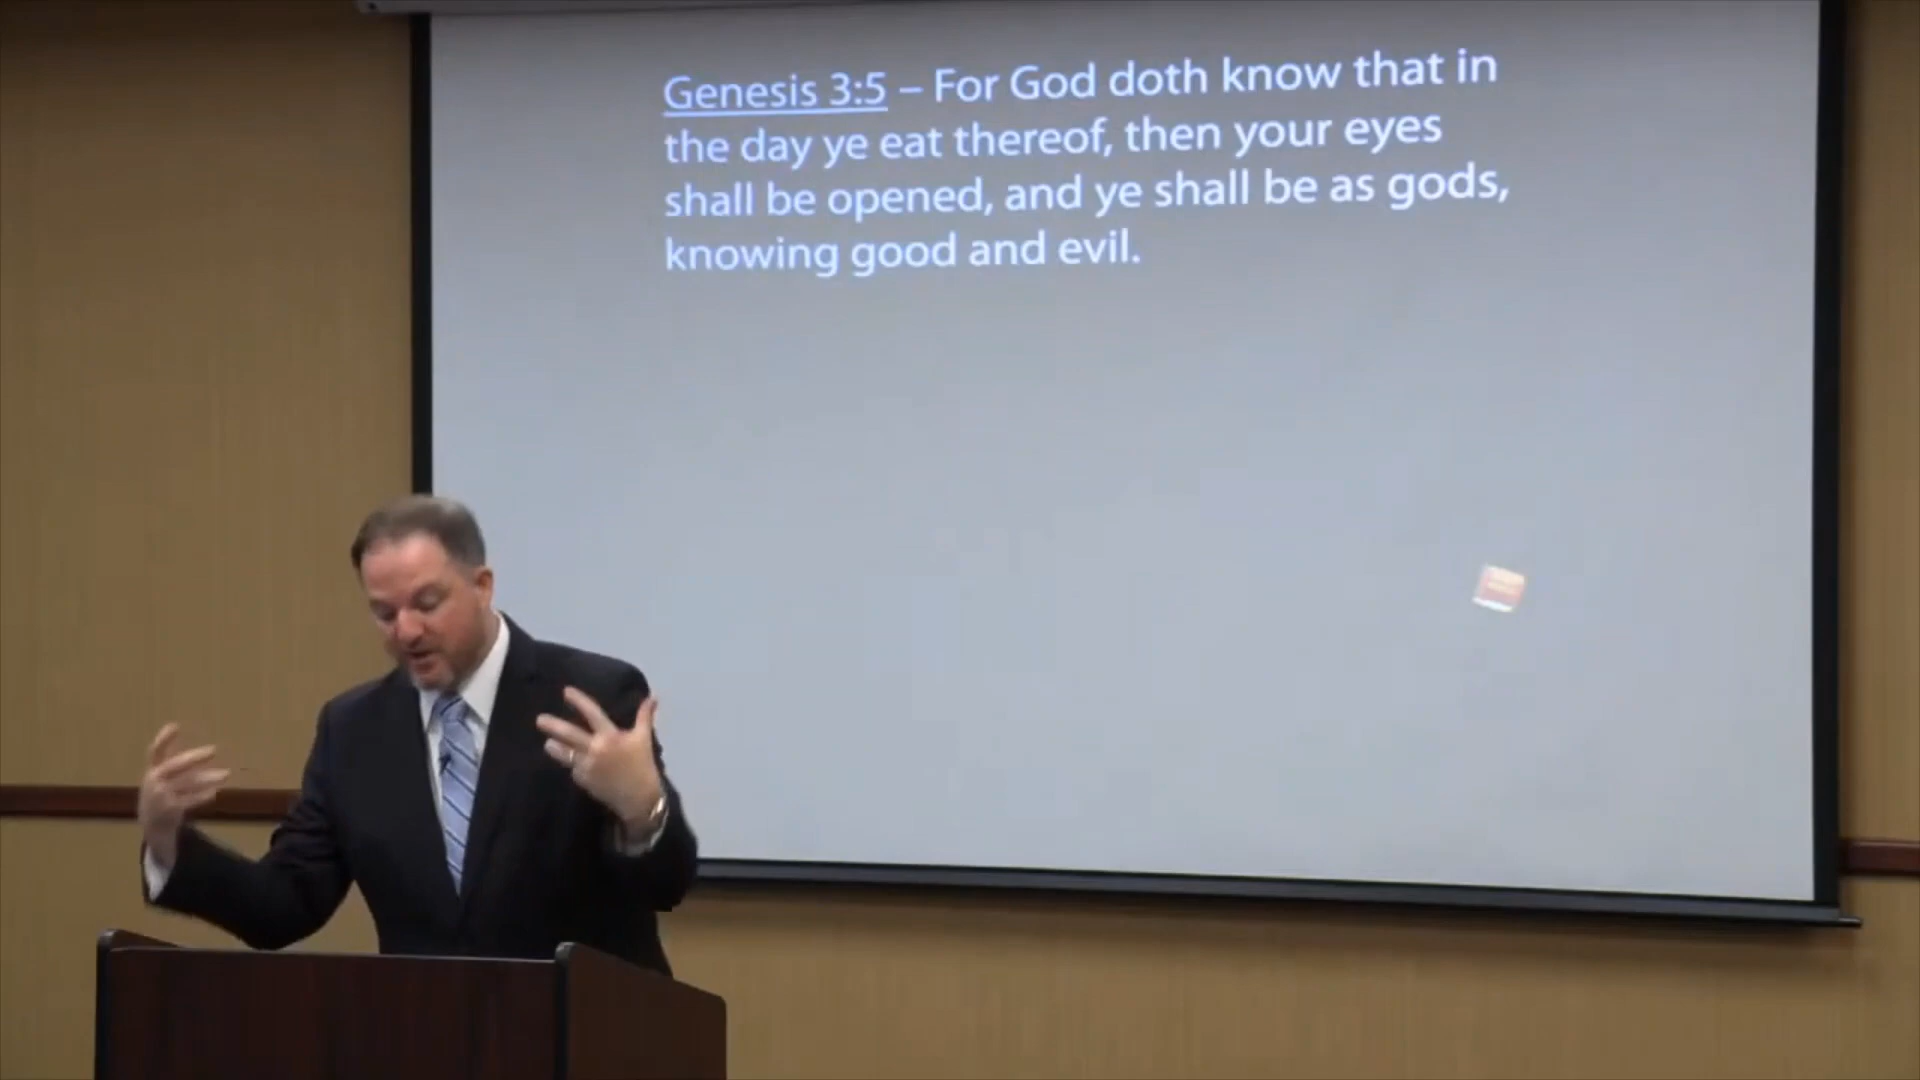 Genesis 3:5 – For God doth know that in
the day ye eat thereof, then your eyes
shall be opened, and ye shall be as gods,
knowing good and evil.